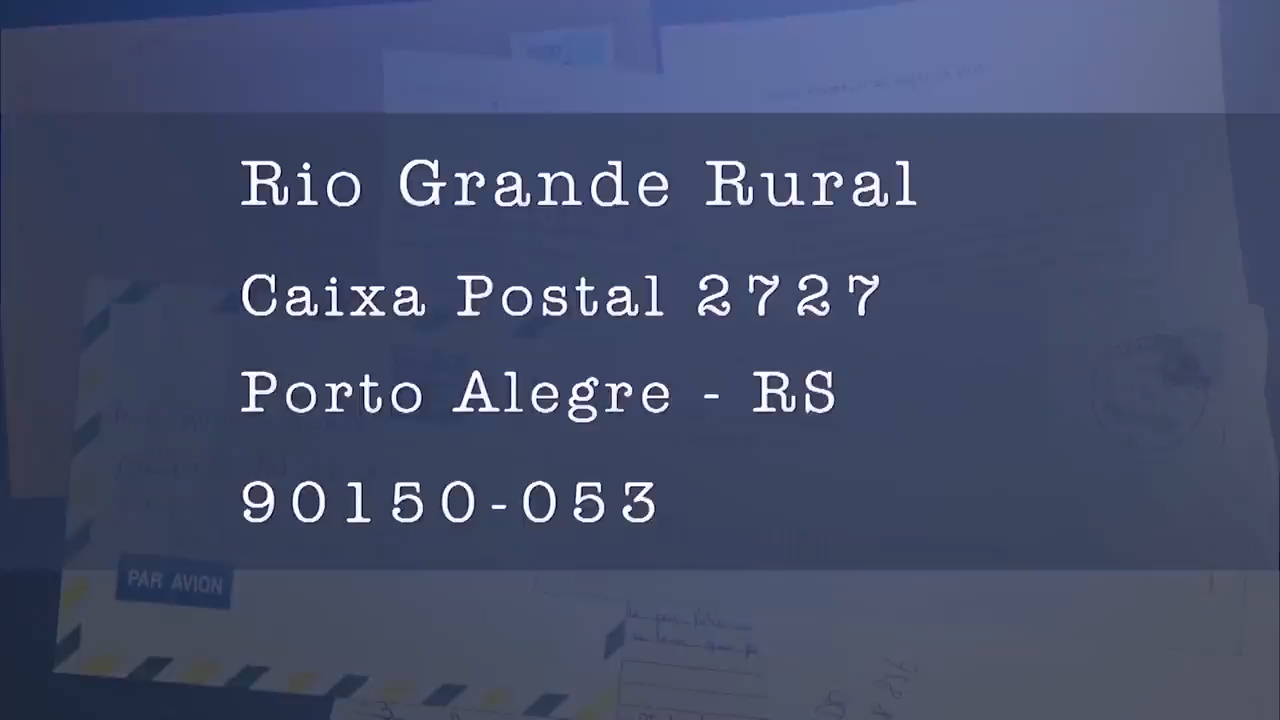 Rio Grande Rural
Caixa Postal 2727
Porto Alegre - RS
90150-053
PAR AVION